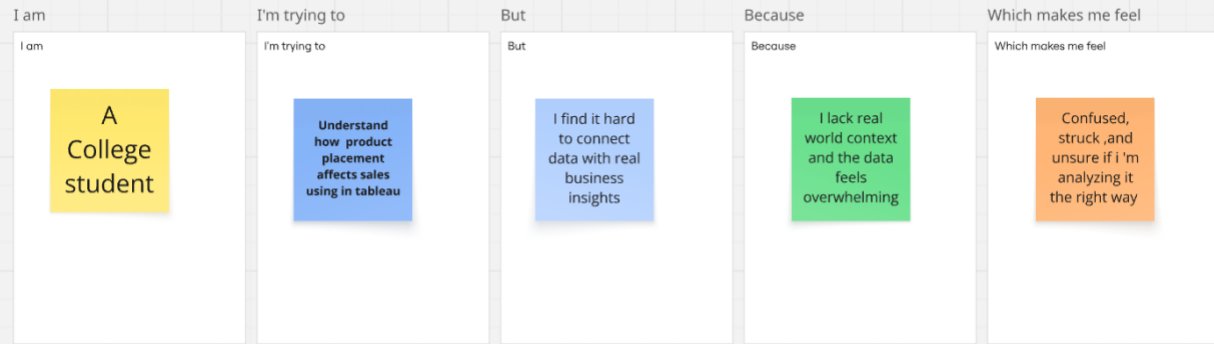 I am
I'm trying to
But
Because
Which makes me feel
I am
I'm trying to
But
Because
Which makes me feel
A
College
student
Understand
how product
placement
affects sales
using in tableau
I find it hard
to connect
data with real
business
insights
I lack real
world context
and the data
feels
overwhelming
Confused,
struck ,and
unsure if i 'm
analyzing it
the right way